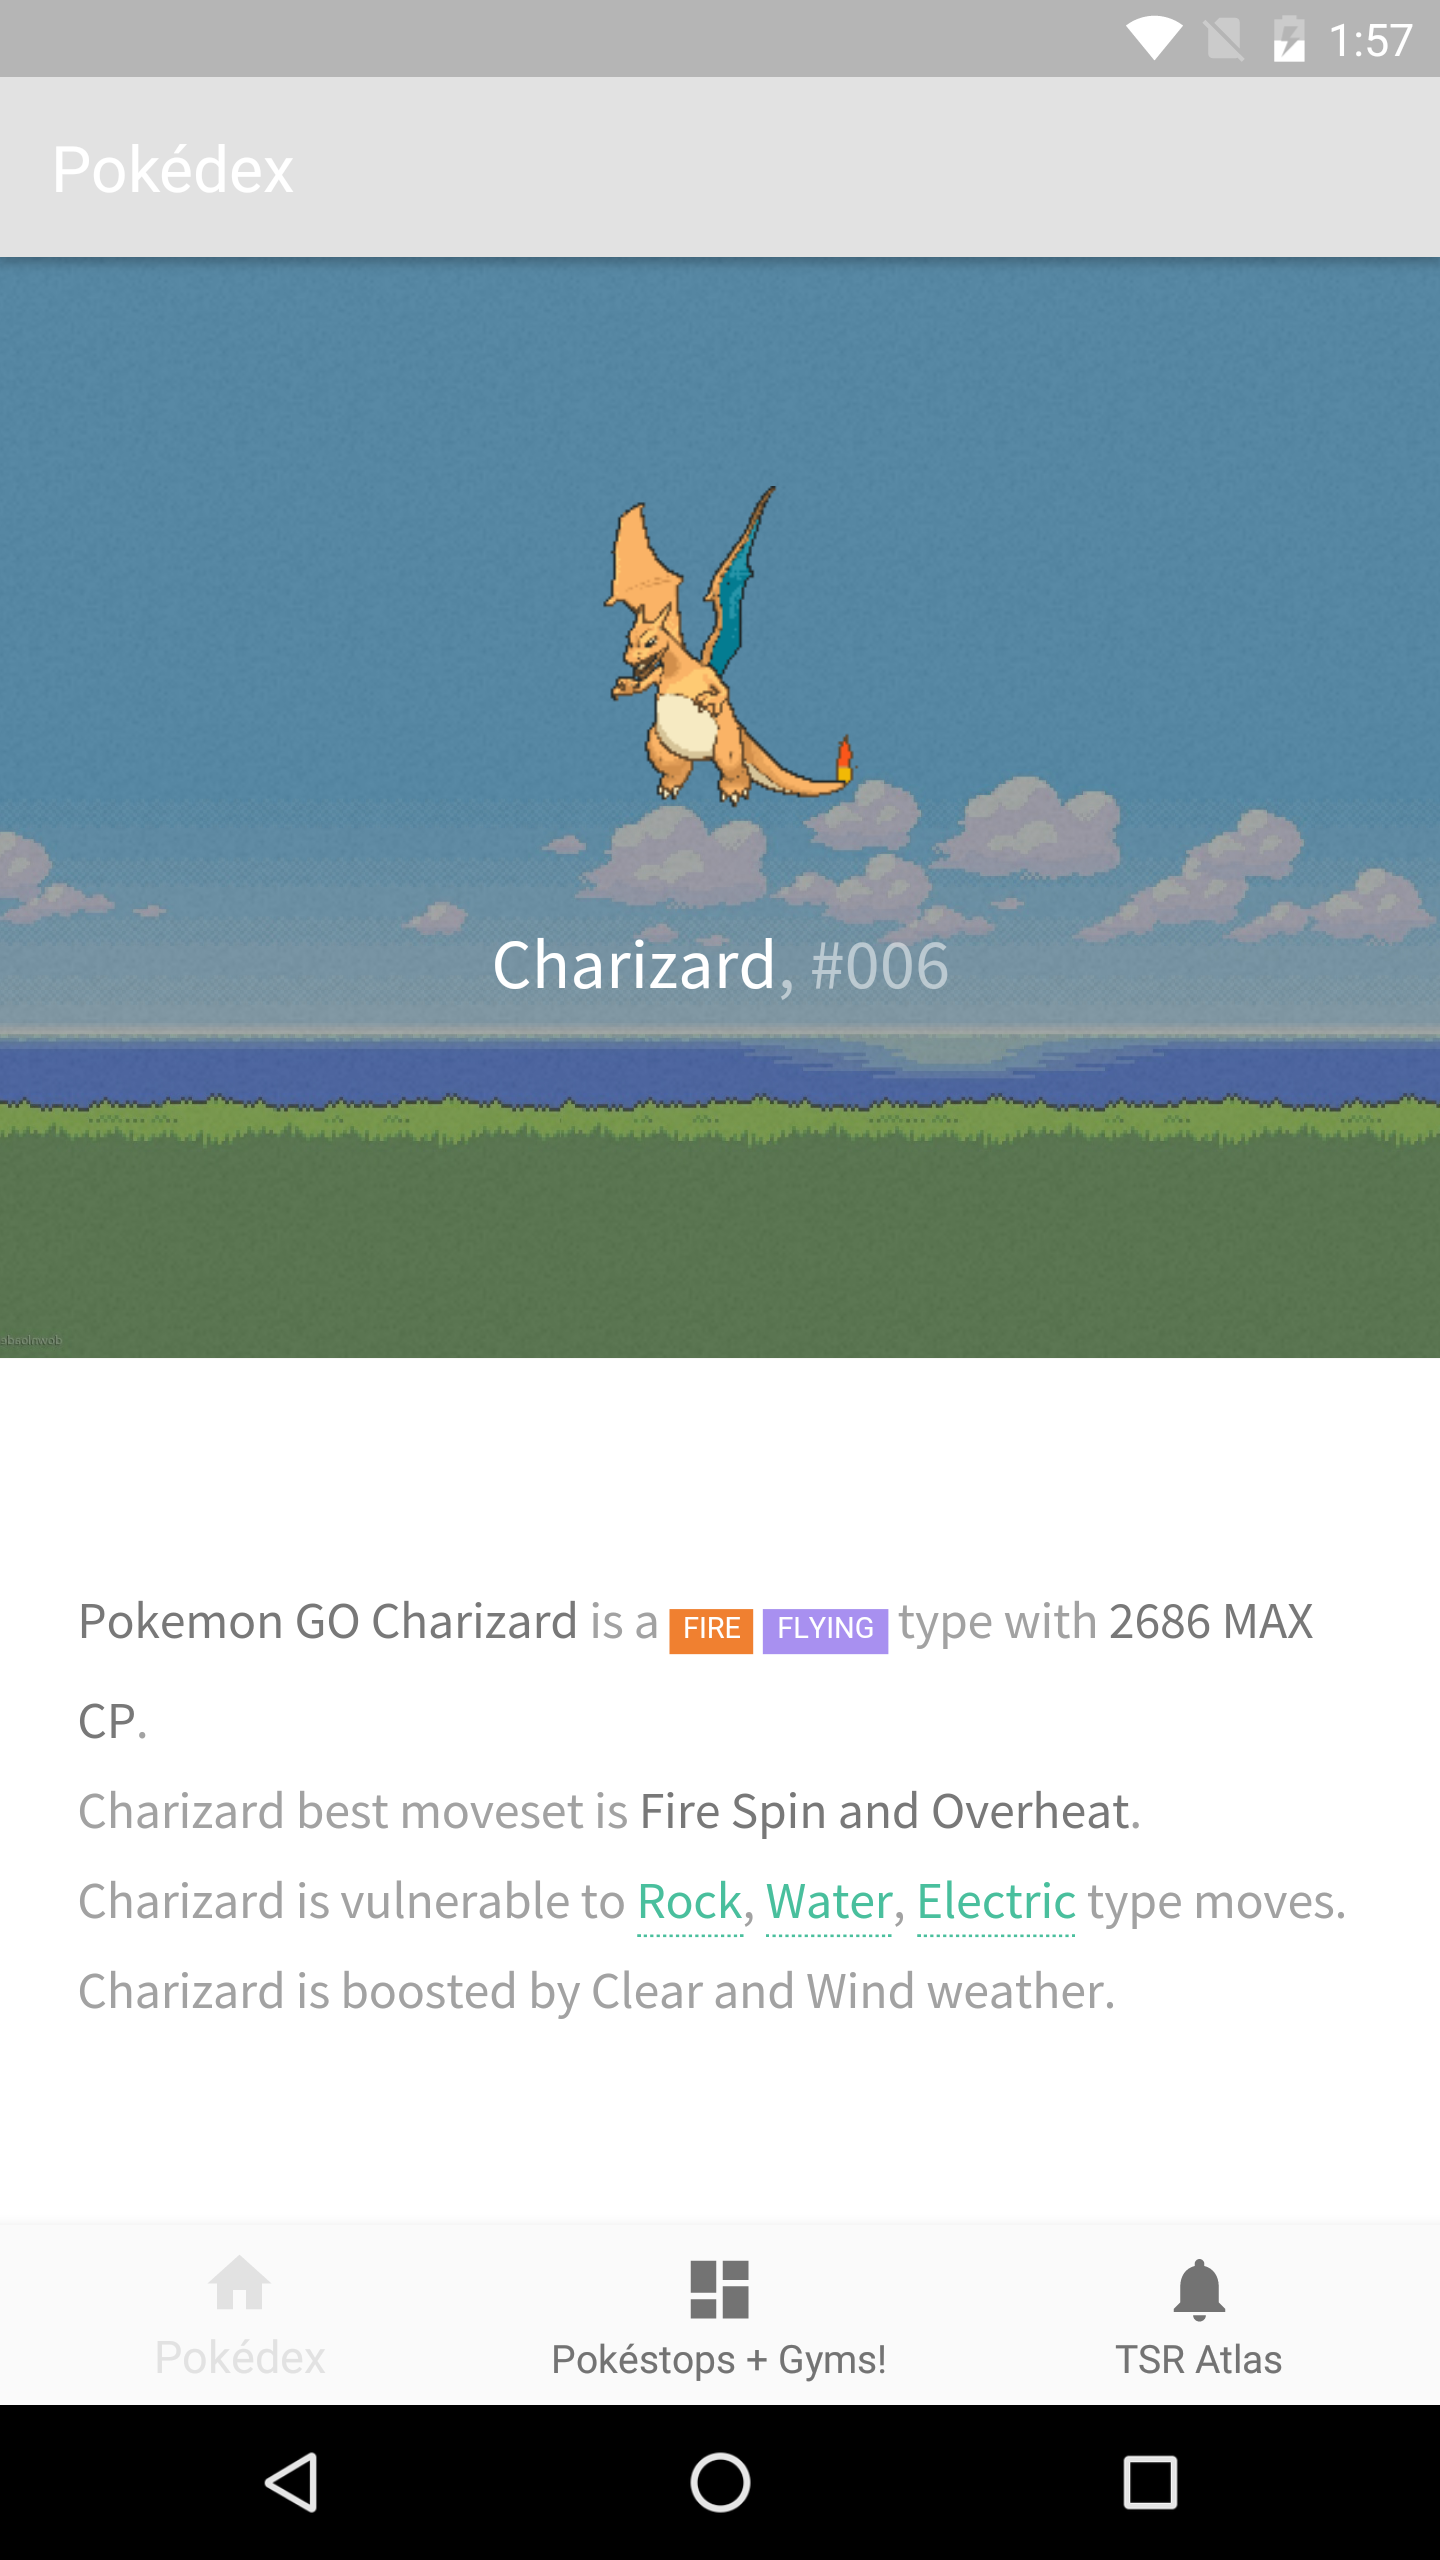 1:57
Pokédex
Charizard, #006
Pokemon GO Charizard is a FIRE FLYING type with 2686 MAX
CP.
Charizard best moveset is Fire Spin and Overheat.
Charizard is vulnerable to Rock, Water, Electric type moves.
Charizard is boosted by Clear and Wind weather.
Pokédex
Pokéstops + Gyms!
TSR Atlas